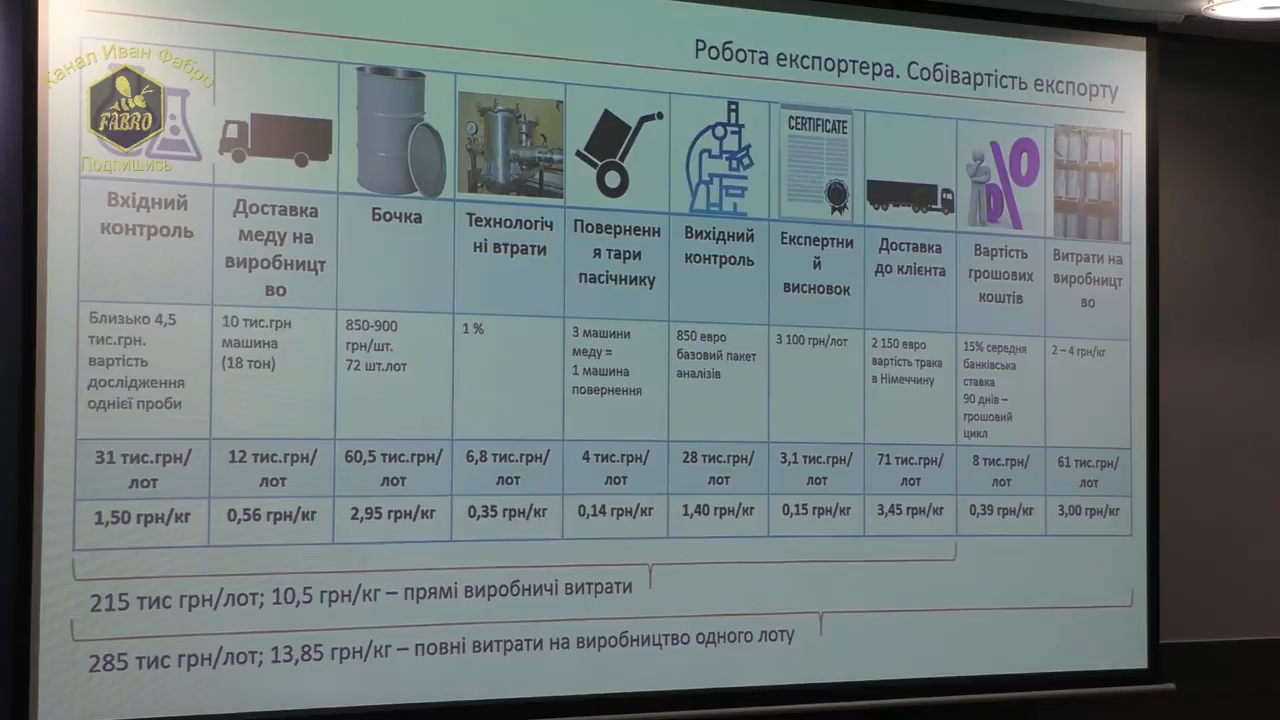 Робота експортера. Собівартість експорту
Канал Иван Фабро
FABRO
Подпишись
CERTIFICATE
Вхідний
контроль
Доставка
меду на
виробницт
во
Бочка
Технологіч
ні втрати
Поверненн
я тари
пасічнику
Вихідний
контроль
Експертни
й
висновок
Доставка
до клієнта
Вартість
грошових
коштів
Витрати на
виробницт
во
Близько 4,5
тис.грн.
вартість
дослідження
однієї проби
10 тис.грн
машина
(18 тон)
850-900
грн/шт.
72 шт.лот
1 %
3 машини
меду =
1 машина
повернення
850 евро
базовий пакет
аналізів
3 100 грн/лот
2 150 евро
вартість трака
в Німеччину
15% середня
банківська
ставка
90 днів –
грошовий
цикл
2 – 4 грн/кг
31 тис.грн/
лот
12 тис.грн/
лот
60,5 тис.грн/
лот
6,8 тис.грн/
лот
4 тис.грн/
лот
28 тис.грн/
лот
3,1 тис.грн/
лот
71 тис.грн/
лот
8 тис.грн/
лот
61 тис.грн/
лот
1,50 грн/кг
0,56 грн/кг
2,95 грн/кг
0,35 грн/кг
0,14 грн/кг
1,40 грн/кг
0,15 грн/кг
3,45 грн/кг
0,39 грн/кг
3,00 грн/кг
215 тис грн/лот; 10,5 грн/кг – прямі виробничі витрати
285 тис грн/лот; 13,85 грн/кг – повні витрати на виробництво одного лоту